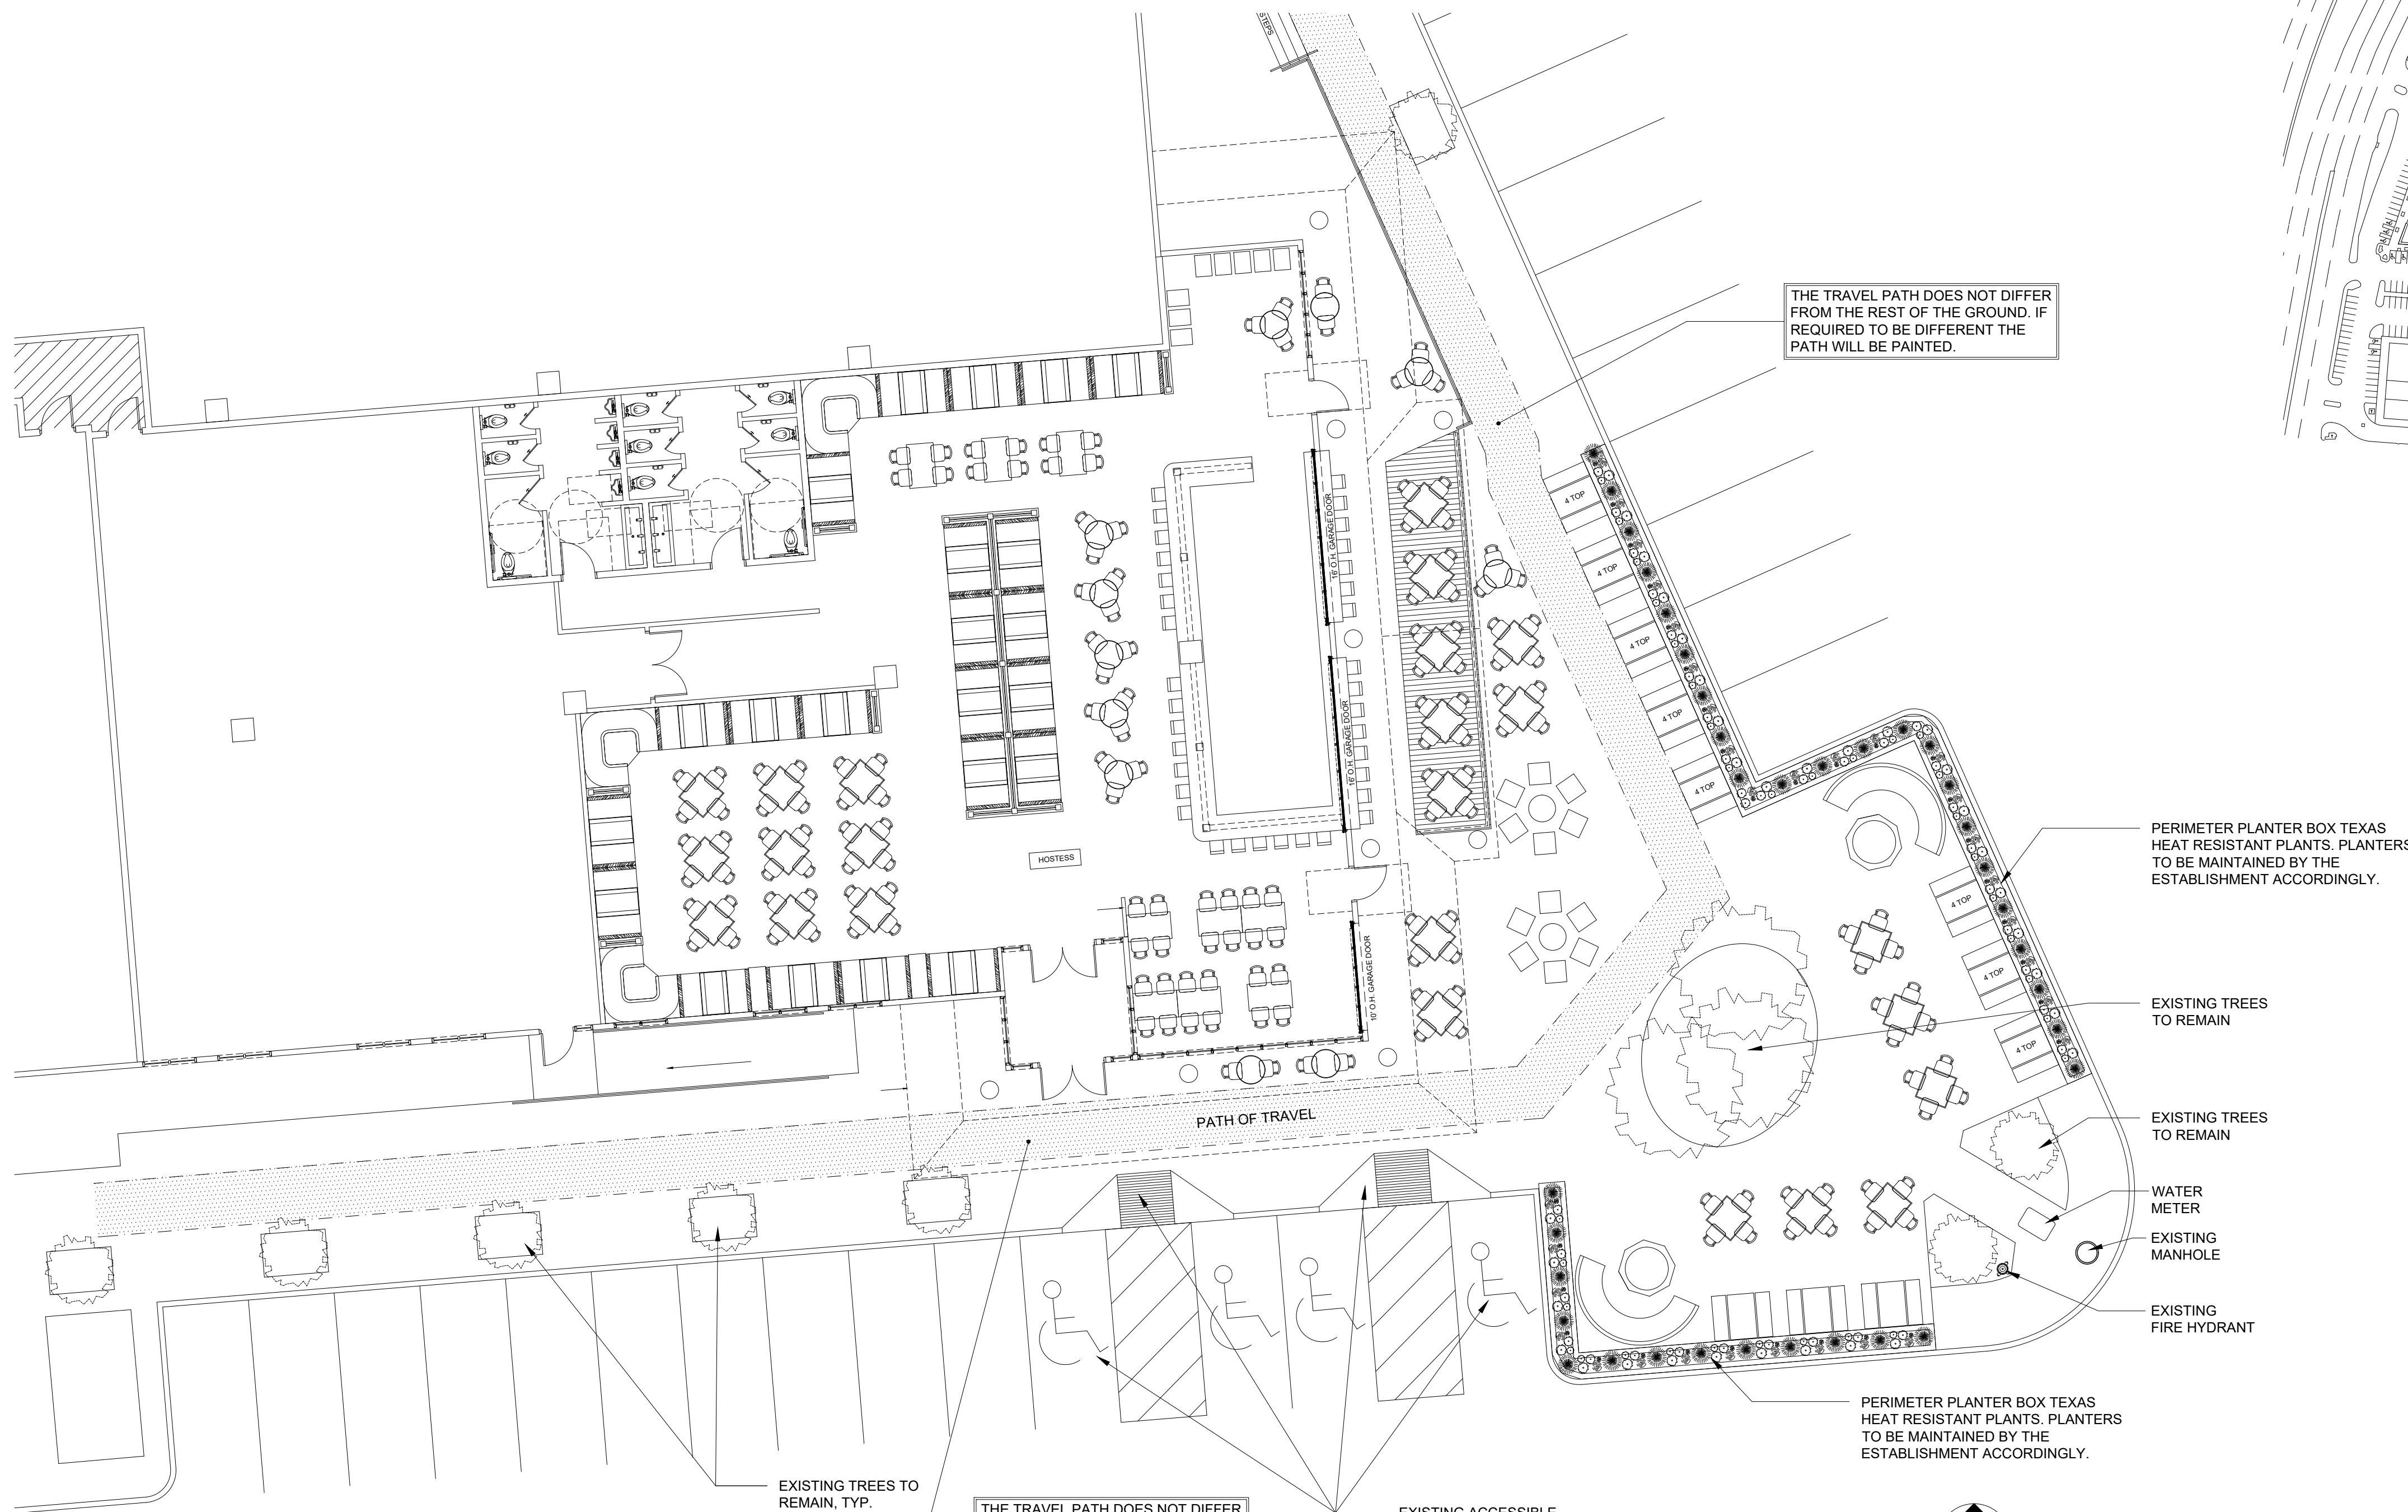 STEPS
THE TRAVEL PATH DOES NOT DIFFER
FROM THE REST OF THE GROUND. IF
REQUIRED TO BE DIFFERENT THE
PATH WILL BE PAINTED.
4 TOP
4 TOP
4 TOP
4 TOP
4 TOP
16' O.H. GARAGE DOOR
16' O.H. GARAGE DOOR
10' O.H. GARAGE DOOR
HOSTESS
PERIMETER PLANTER BOX TEXAS
HEAT RESISTANT PLANTS. PLANTERS
TO BE MAINTAINED BY THE
ESTABLISHMENT ACCORDINGLY.
4 TOP
4 TOP
4 TOP
EXISTING TREES
TO REMAIN
PATH OF TRAVEL
EXISTING TREES
TO REMAIN
WATER
METER
EXISTING
MANHOLE
EXISTING
FIRE HYDRANT
PERIMETER PLANTER BOX TEXAS
HEAT RESISTANT PLANTS. PLANTERS
TO BE MAINTAINED BY THE
ESTABLISHMENT ACCORDINGLY.
EXISTING TREES TO
REMAIN, TYP.
THE TRAVEL PATH DOES NOT DIFFER
EXISTING ACCESSIBLE